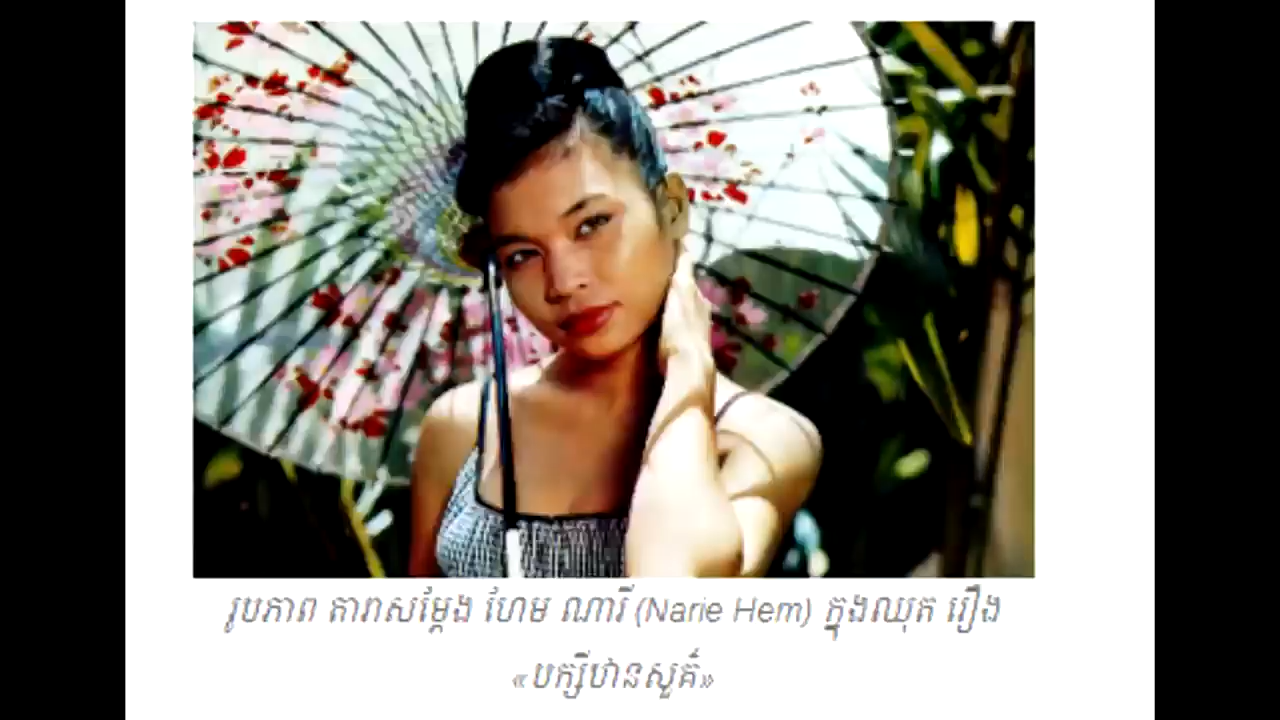 រូបភាព តារាសម្ដែង ហែម ណារី (Narie Hem) ក្នុងឈុត រឿង
«បក្សីឋានសួគ៌»